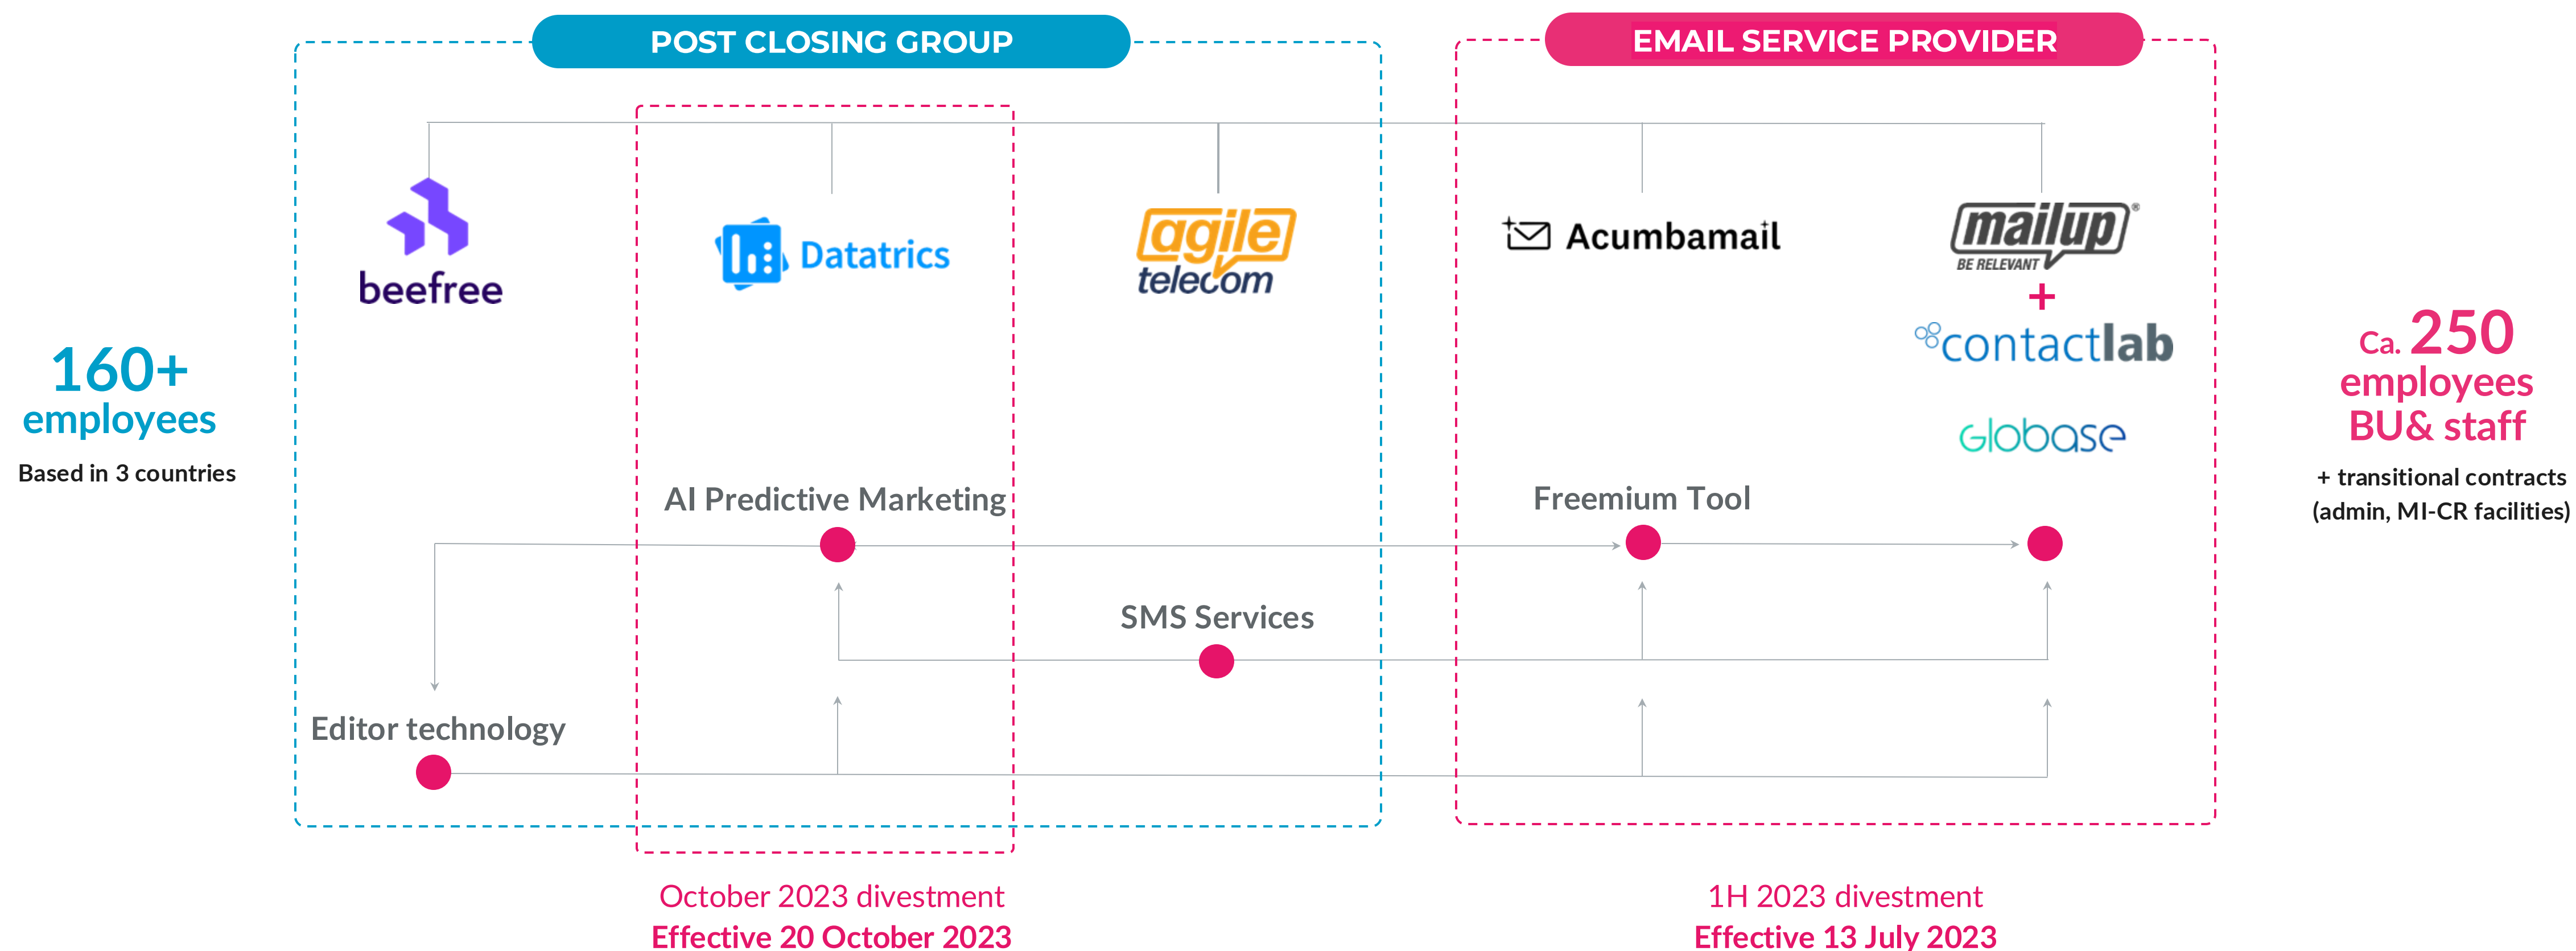 POST CLOSING GROUP
EMAIL SERVICE PROVIDER
beefree
Datatrics
agile
telecom
Acumbamail
mailup®
BE RELEVANT
+
contactlab
Globase
160+
employees
Based in 3 countries
Ca. 250
employees
BU& staff
+ transitional contracts
(admin, MI-CR facilities)
AI Predictive Marketing
Freemium Tool
SMS Services
Editor technology
October 2023 divestment
Effective 20 October 2023
1H 2023 divestment
Effective 13 July 2023